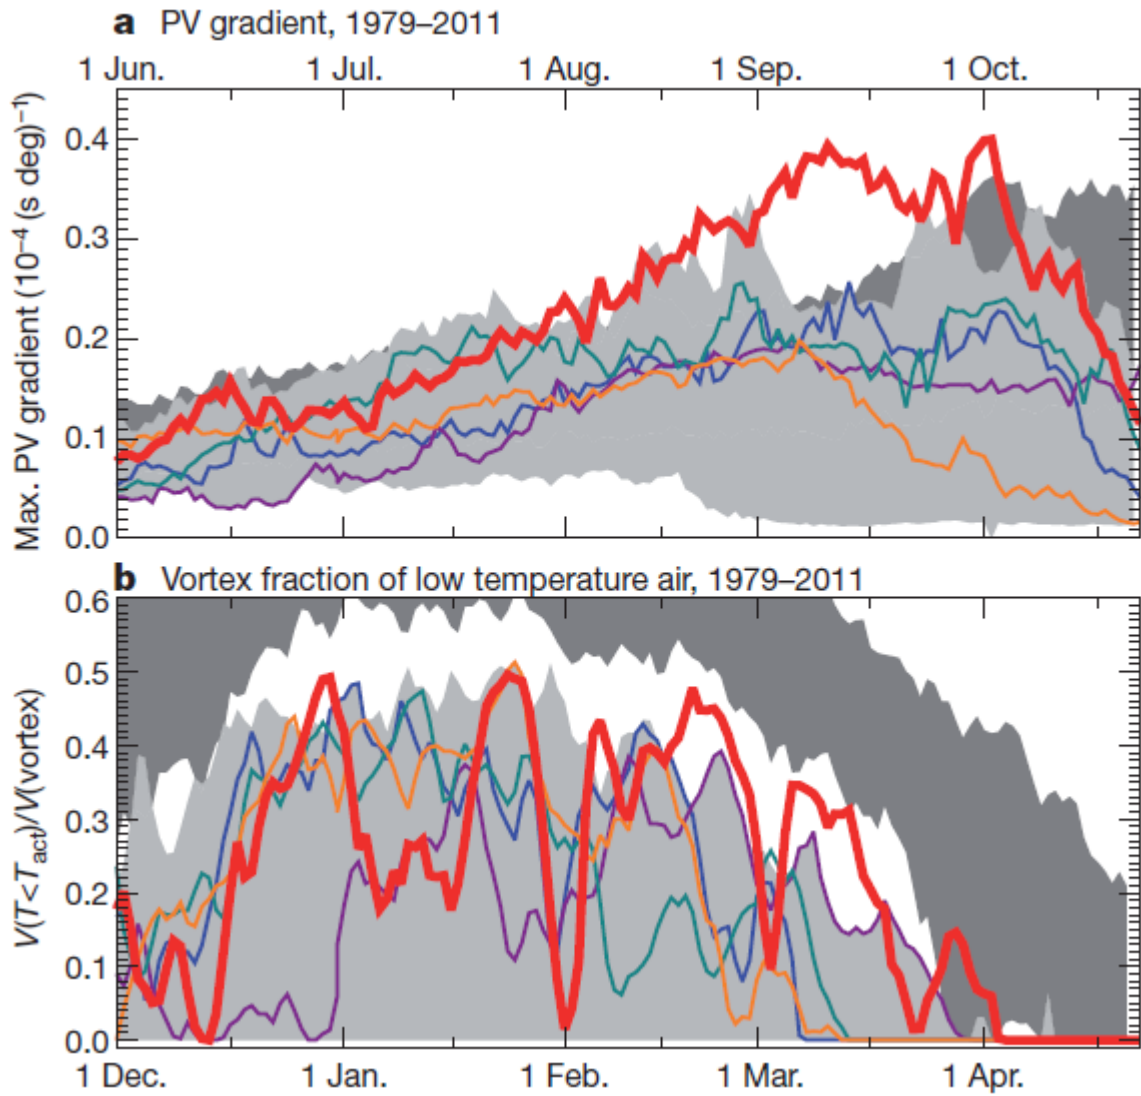 a PV gradient, 1979–2011
1 Jun. 1 Jul. 1 Aug. 1 Sep. 1 Oct.
Max. PV gradient (10⁻⁴ (s deg)⁻¹)
0.4
0.3
0.2
0.1
0.0
b Vortex fraction of low temperature air, 1979–2011
V(T<Tact)/V(vortex)
0.6
0.5
0.4
0.3
0.2
0.1
0.0
1 Dec. 1 Jan. 1 Feb. 1 Mar. 1 Apr.